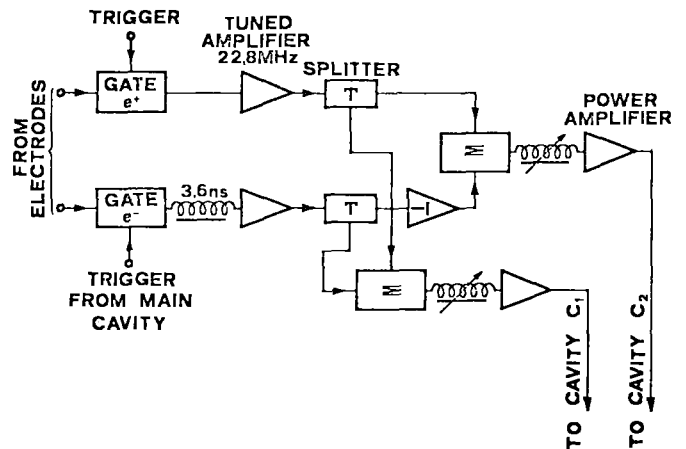 TRIGGER
TUNED
AMPLIFIER
22,8MHz
SPLITTER
GATE
e+
T
POWER
AMPLIFIER
FROM
ELECTRODES
Σ
3,6ns
GATE
e-
T
-1
TRIGGER
FROM MAIN
CAVITY
Σ
TO CAVITY C1
TO CAVITY C2